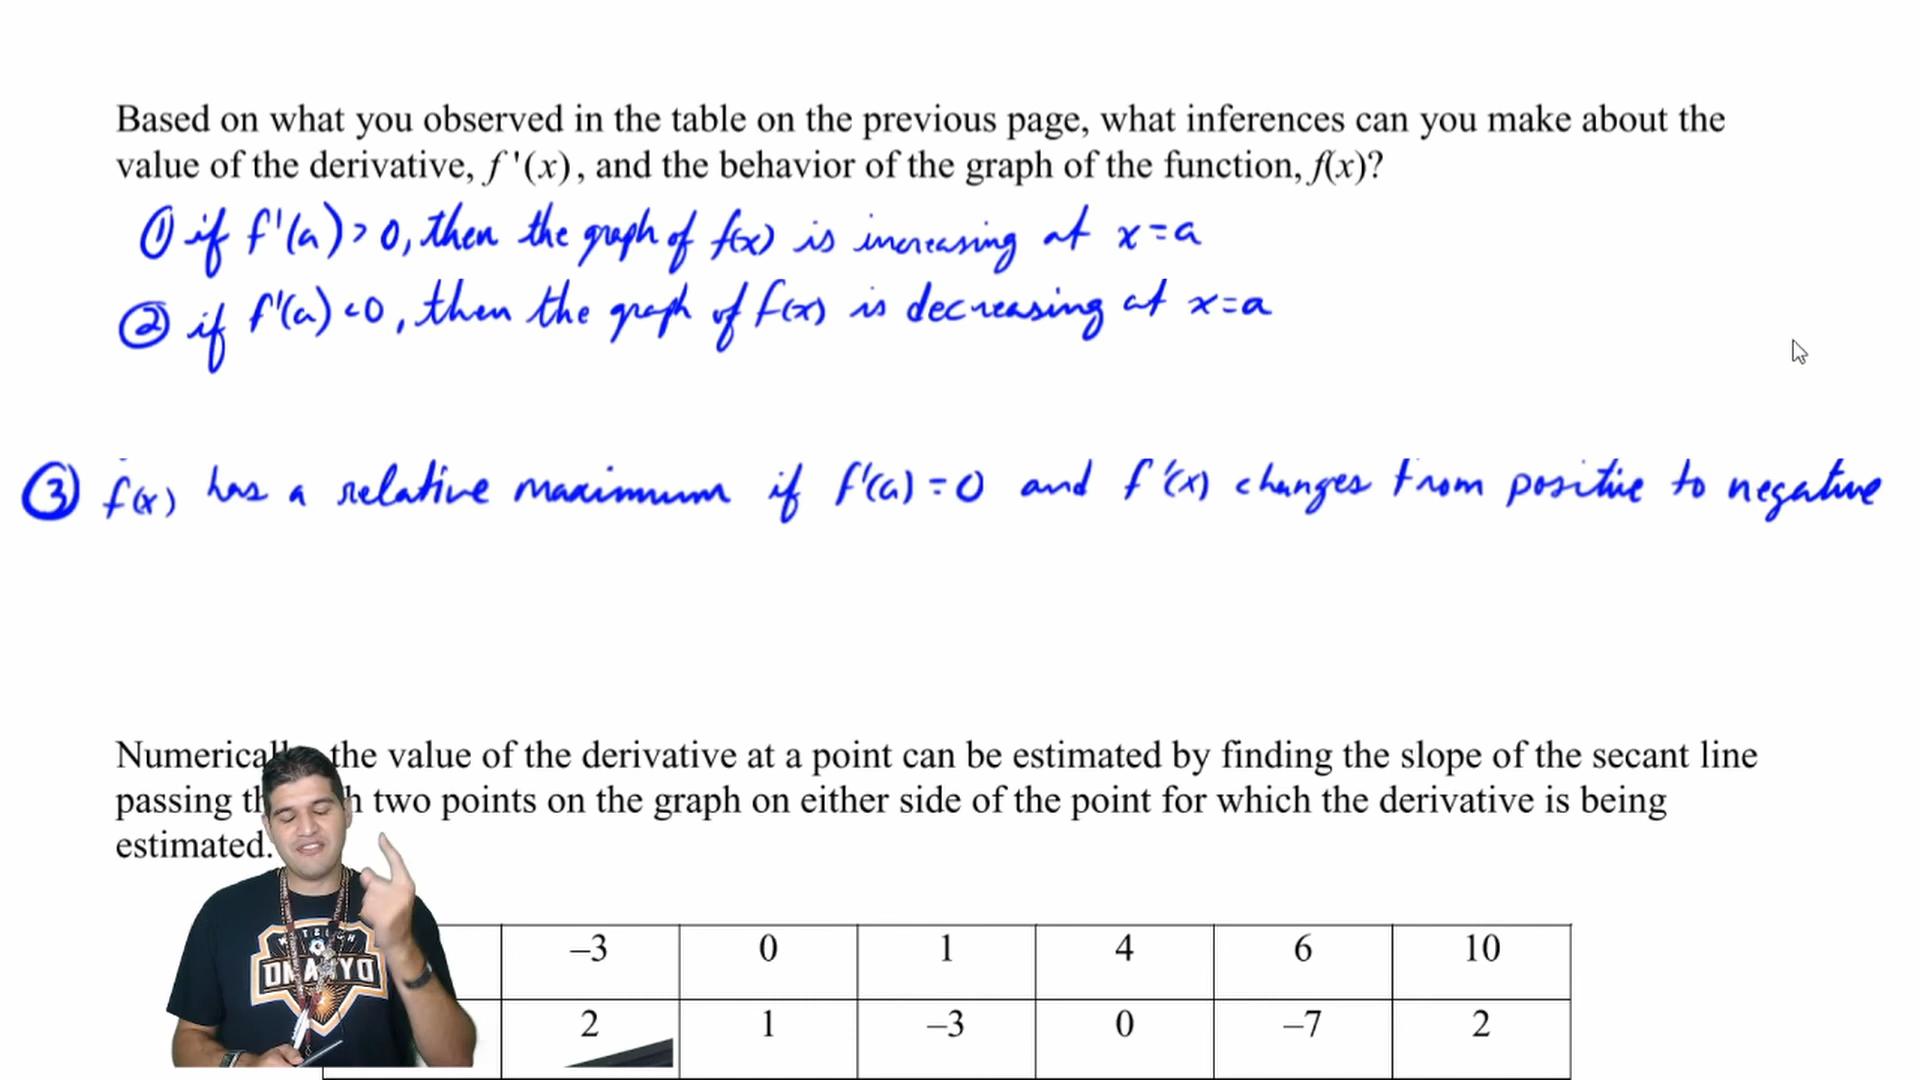 Based on what you observed in the table on the previous page, what inferences can you make about the
value of the derivative, f '(x), and the behavior of the graph of the function, f(x)?
① if f'(a) > 0, then the graph of f(x) is increasing at x=a
② if f'(a) <0, then the graph of f(x) is decreasing at x=a
③ f(x) has a relative maximum if f'(a) = 0 and f'(x) changes from positive to negative
the value of the derivative at a point can be estimated by finding the slope of the secant line
passing two points on the graph on either side of the point for which the derivative is being
estimated.
–3 0 1 4 6 10
2 1 –3 0 –7 2